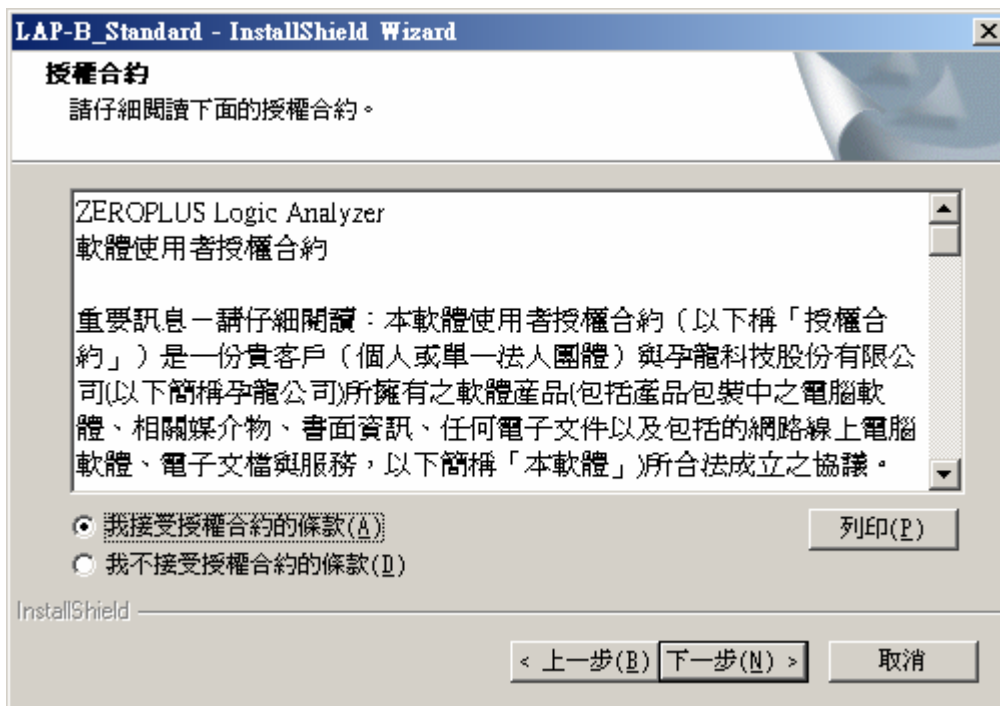 LAP-B_Standard - InstallShield Wizard
授權合約
請仔細閱讀下面的授權合約。
ZEROPLUS Logic Analyzer
軟體使用者授權合約
重要訊息－請仔細閱讀：本軟體使用者授權合約（以下稱「授權合
約」）是一份貴客戶（個人或單一法人團體）與孕龍科技股份有限公
司(以下簡稱孕龍公司)所擁有之軟體產品(包括產品包裝中之電腦軟
體、相關媒介物、書面資訊、任何電子文件以及包括的網路線上電腦
軟體、電子文檔與服務，以下簡稱「本軟體」)所合法成立之協議。
我接受授權合約的條款(A)
列印(P)
我不接受授權合約的條款(D)
InstallShield
< 上一步(B) 下一步(N) > 取消